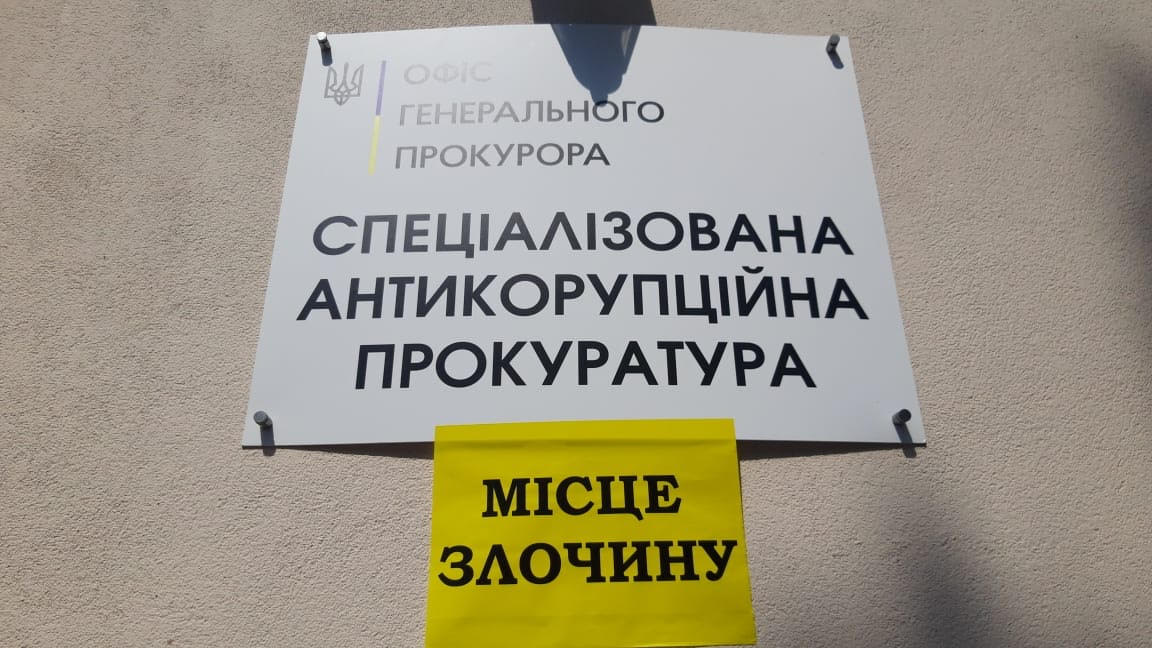 ОФІС
ГЕНЕРАЛЬНОГО
ПРОКУРОРА
СПЕЦІАЛІЗОВАНА
АНТИКОРУПЦІЙНА
ПРОКУРАТУРА
МІСЦЕ
ЗЛОЧИНУ